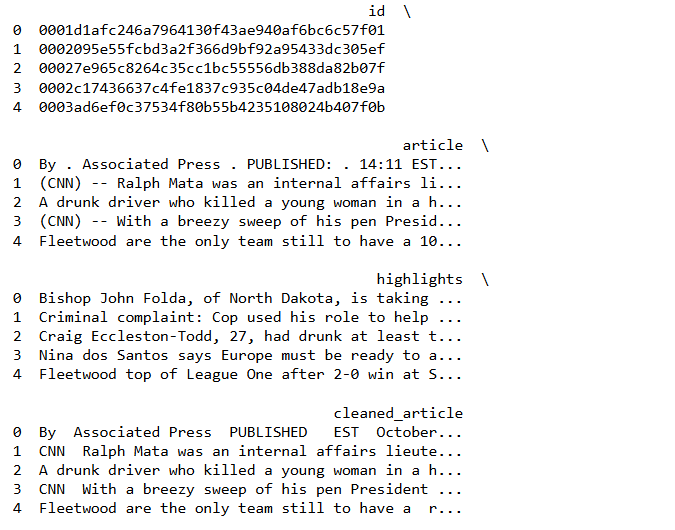 id \
0 0001d1afc246a7964130f43ae940af6bc6c57f01
1 0002095e55fcbd3a2f366d9bf92a95433dc305ef
2 00027e965c8264c35cc1bc55556db388da82b07f
3 0002c17436637c4fe1837c935c04de47adb18e9a
4 0003ad6ef0c37534f80b55b4235108024b407f0b
article \
0 By . Associated Press . PUBLISHED: . 14:11 EST...
1 (CNN) -- Ralph Mata was an internal affairs li...
2 A drunk driver who killed a young woman in a h...
3 (CNN) -- With a breezy sweep of his pen Presid...
4 Fleetwood are the only team still to have a 10...
highlights \
0 Bishop John Folda, of North Dakota, is taking ...
1 Criminal complaint: Cop used his role to help ...
2 Craig Eccleston-Todd, 27, had drunk at least t...
3 Nina dos Santos says Europe must be ready to a...
4 Fleetwood top of League One after 2-0 win at S...
cleaned_article
0 By  Associated Press  PUBLISHED   EST  October...
1 CNN  Ralph Mata was an internal affairs lieute...
2 A drunk driver who killed a young woman in a h...
3 CNN  With a breezy sweep of his pen President ...
4 Fleetwood are the only team still to have a  r...